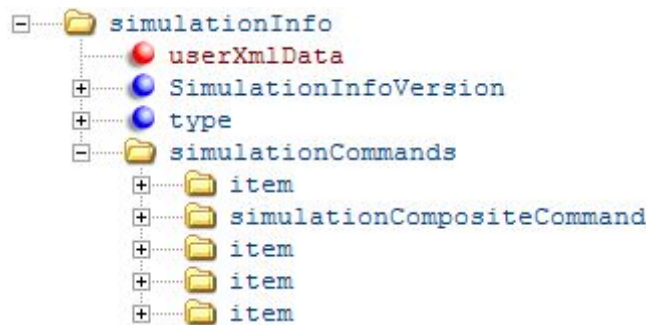 simulationInfo
userXmlData
SimulationInfoVersion
type
simulationCommands
item
simulationCompositeCommand
item
item
item